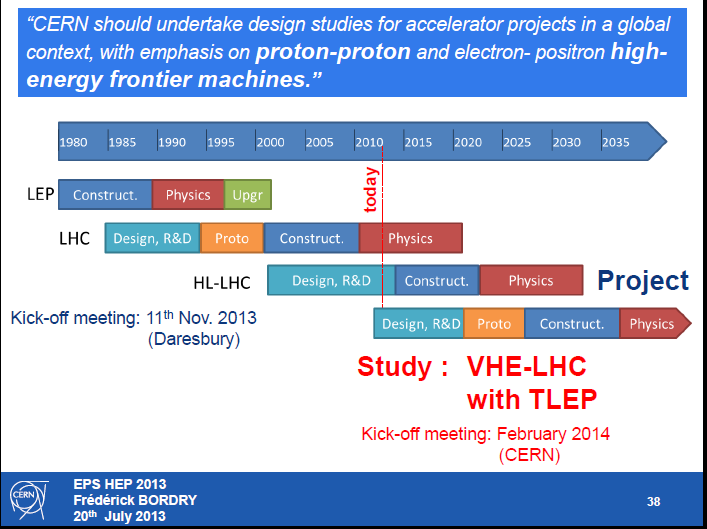 “CERN should undertake design studies for accelerator projects in a global
context, with emphasis on proton-proton and electron- positron high-
energy frontier machines.”
1980 1985 1990 1995 2000 2005 2010 2015 2020 2025 2030 2035
today
LEP Construct. Physics Upgr
LHC Design, R&D Proto Construct. Physics
HL-LHC Design, R&D Construct. Physics Project
Kick-off meeting: 11th Nov. 2013
(Daresbury)
Design, R&D Proto Construct. Physics
Study : VHE-LHC
with TLEP
Kick-off meeting: February 2014
(CERN)
CERN
EPS HEP 2013
Frédérick BORDRY
20th July 2013
38